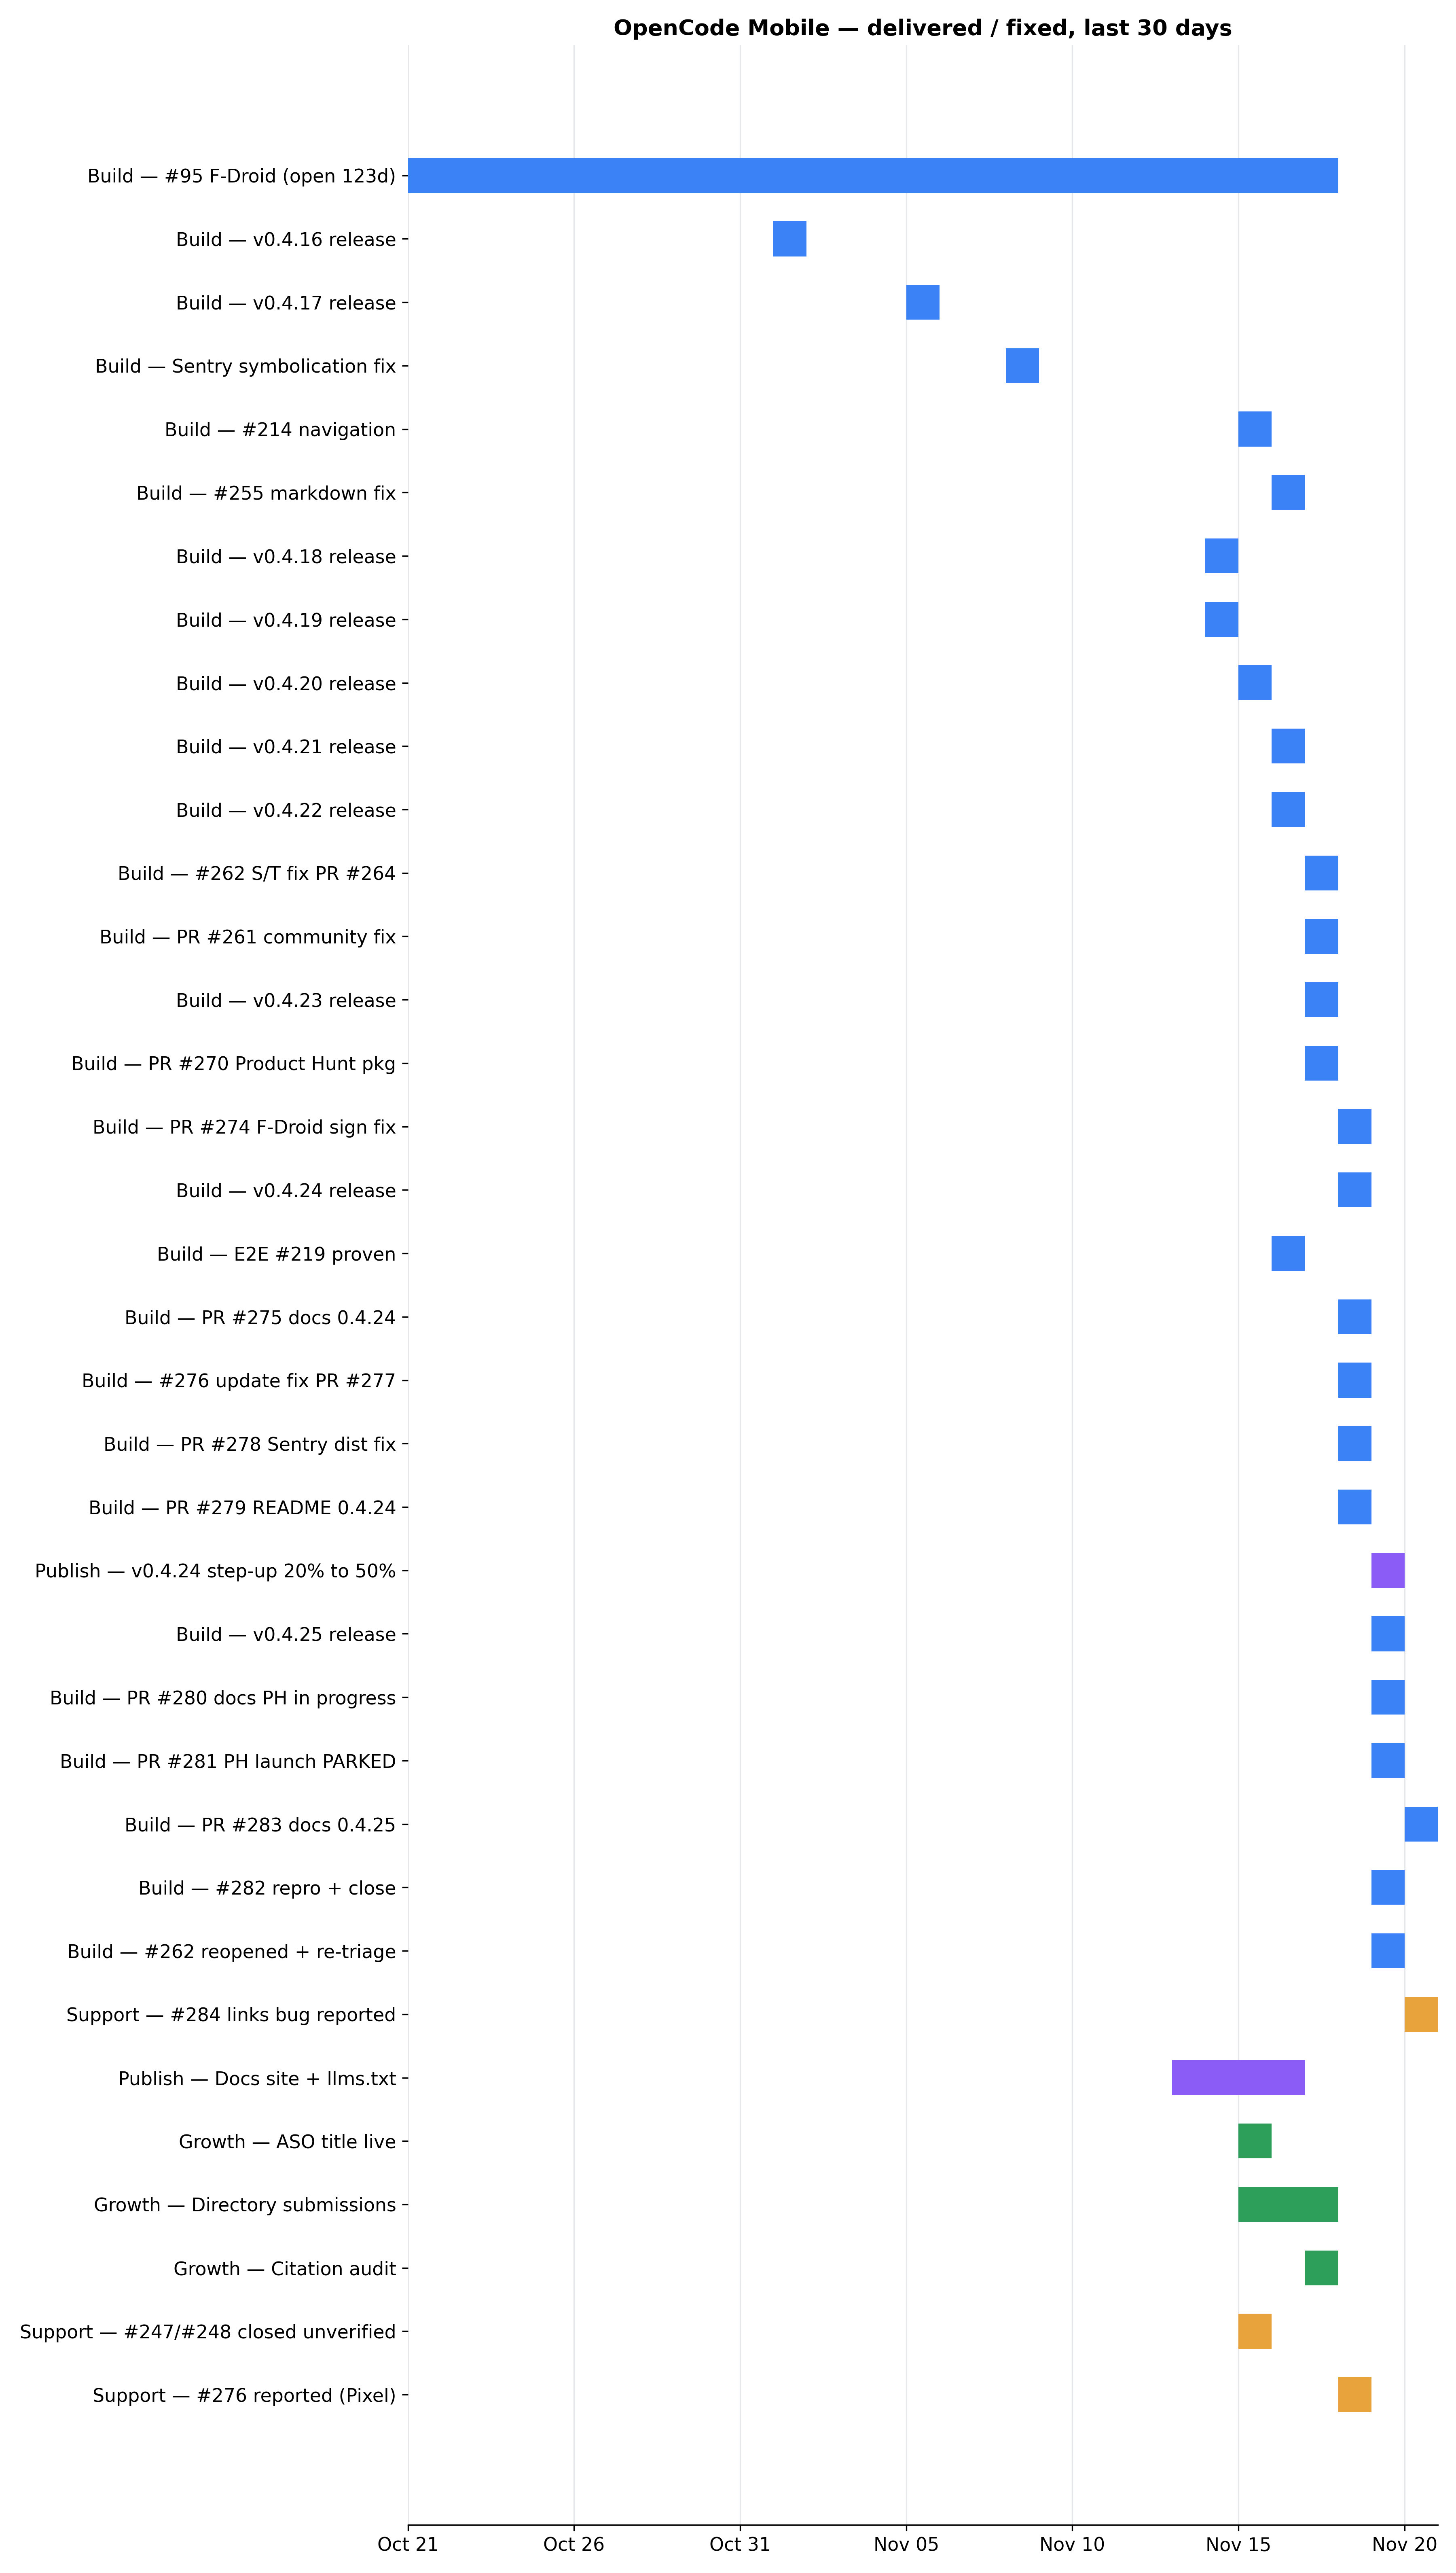 OpenCode Mobile — delivered / fixed, last 30 days
Build — #95 F-Droid (open 123d)
Build — v0.4.16 release
Build — v0.4.17 release
Build — Sentry symbolication fix
Build — #214 navigation
Build — #255 markdown fix
Build — v0.4.18 release
Build — v0.4.19 release
Build — v0.4.20 release
Build — v0.4.21 release
Build — v0.4.22 release
Build — #262 S/T fix PR #264
Build — PR #261 community fix
Build — v0.4.23 release
Build — PR #270 Product Hunt pkg
Build — PR #274 F-Droid sign fix
Build — v0.4.24 release
Build — E2E #219 proven
Build — PR #275 docs 0.4.24
Build — #276 update fix PR #277
Build — PR #278 Sentry dist fix
Build — PR #279 README 0.4.24
Publish — v0.4.24 step-up 20% to 50%
Build — v0.4.25 release
Build — PR #280 docs PH in progress
Build — PR #281 PH launch PARKED
Build — PR #283 docs 0.4.25
Build — #282 repro + close
Build — #262 reopened + re-triage
Support — #284 links bug reported
Publish — Docs site + llms.txt
Growth — ASO title live
Growth — Directory submissions
Growth — Citation audit
Support — #247/#248 closed unverified
Support — #276 reported (Pixel)
Oct 21 Oct 26 Oct 31 Nov 05 Nov 10 Nov 15 Nov 20